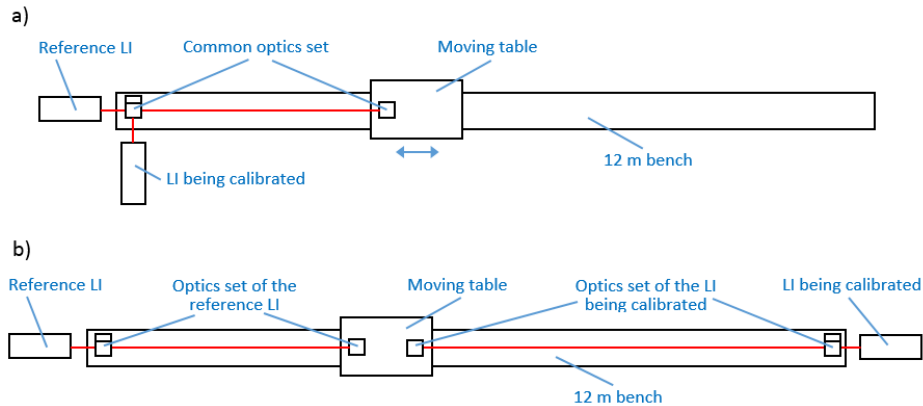 a)
Reference LI
Common optics set
Moving table
12 m bench
LI being calibrated
b)
Reference LI
Optics set of the
reference LI
Moving table
Optics set of the LI
being calibrated
LI being calibrated
12 m bench